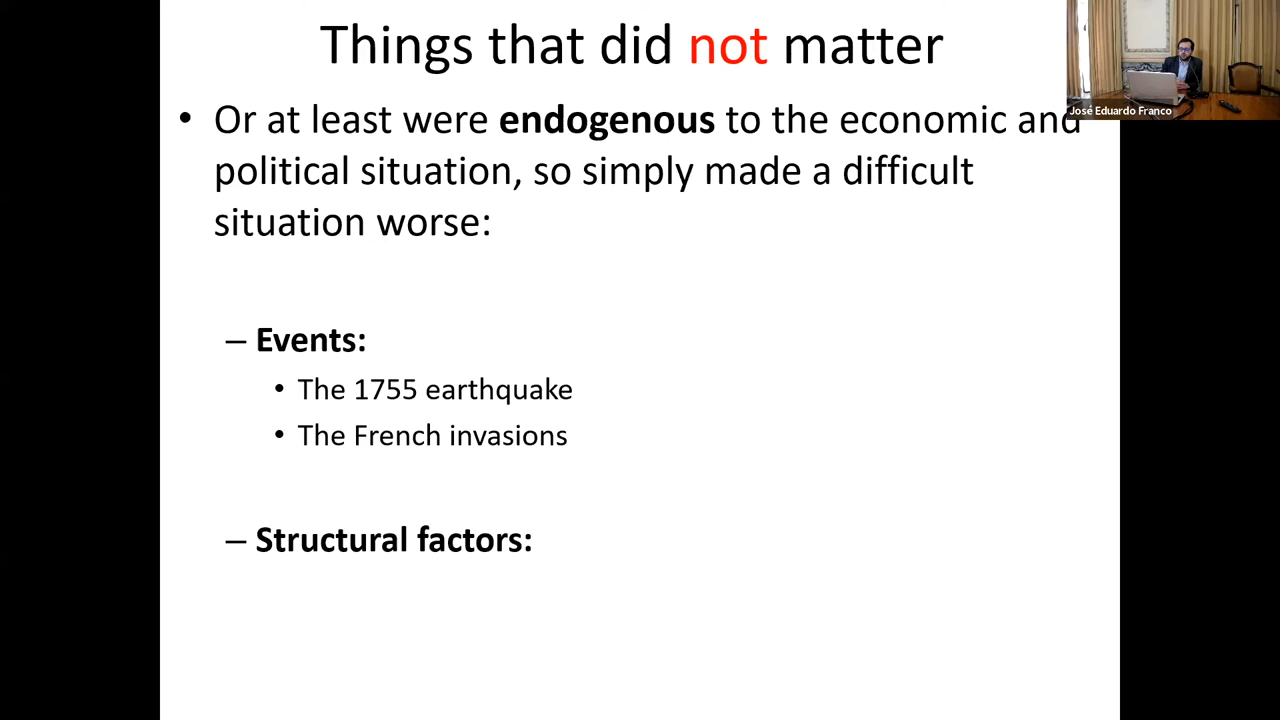 Things that did not matter
José Eduardo Franco
• Or at least were endogenous to the economic and
political situation, so simply made a difficult
situation worse:
– Events:
• The 1755 earthquake
• The French invasions
– Structural factors: